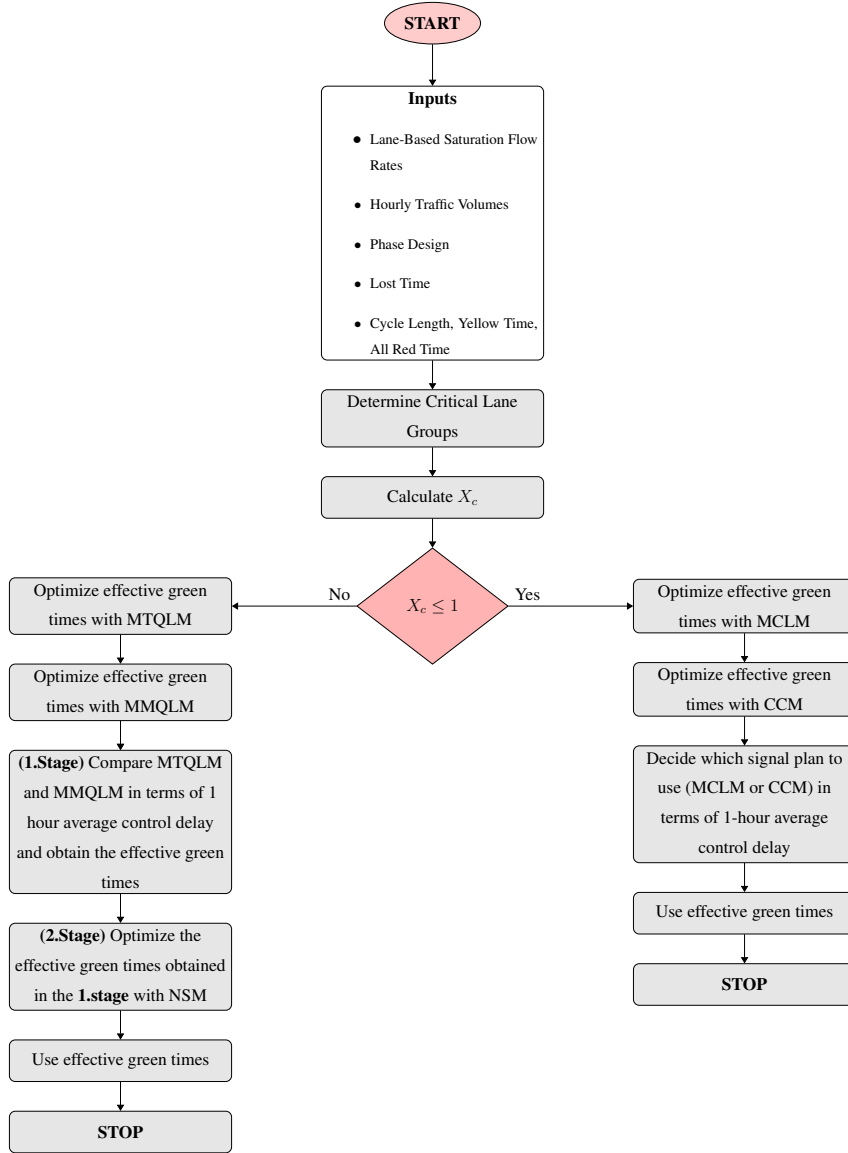 START
Inputs
• Lane-Based Saturation Flow
Rates
• Hourly Traffic Volumes
• Phase Design
• Lost Time
• Cycle Length, Yellow Time,
All Red Time
Determine Critical Lane
Groups
Calculate X_c
X_c ≤ 1
No
Yes
Optimize effective green
times with MTQLM
Optimize effective green
times with MMQLM
(1.Stage) Compare MTQLM
and MMQLM in terms of 1
hour average control delay
and obtain the effective green
times
(2.Stage) Optimize the
effective green times obtained
in the 1.stage with NSM
Use effective green times
STOP
Optimize effective green
times with MCLM
Optimize effective green
times with CCM
Decide which signal plan to
use (MCLM or CCM) in
terms of 1-hour average
control delay
Use effective green times
STOP